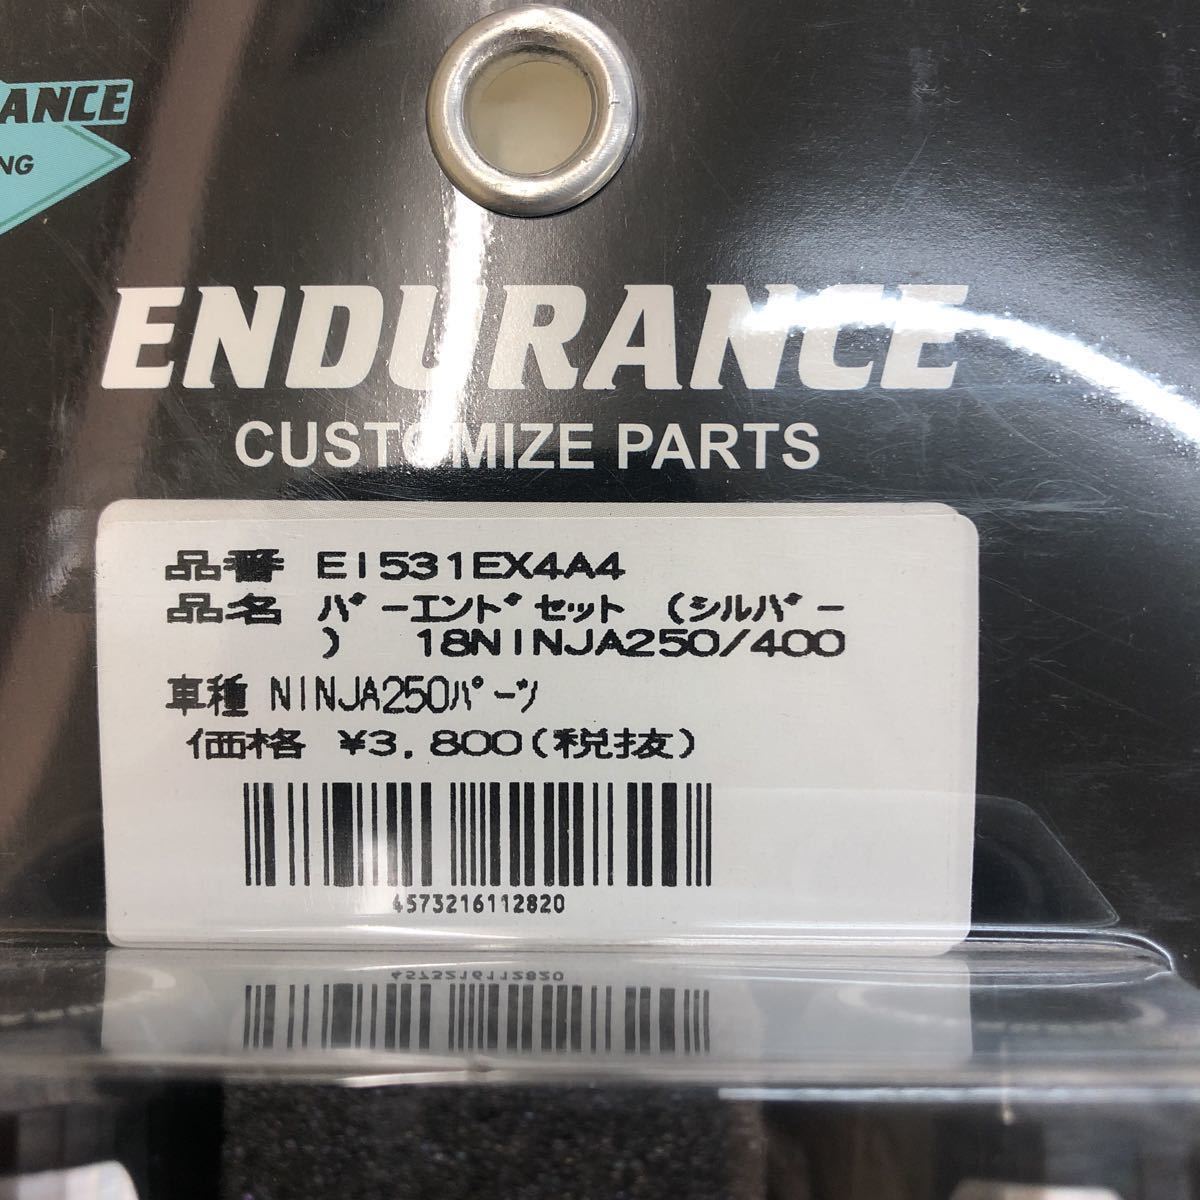 ANCE
NG
ENDURANCE
CUSTOMIZE PARTS
品番 EI531EX4A4
品名 バーエンドセット (シルバー
) 18NINJA250/400
車種 NINJA250パーツ
価格 ¥3,800(税抜)
4573216112820